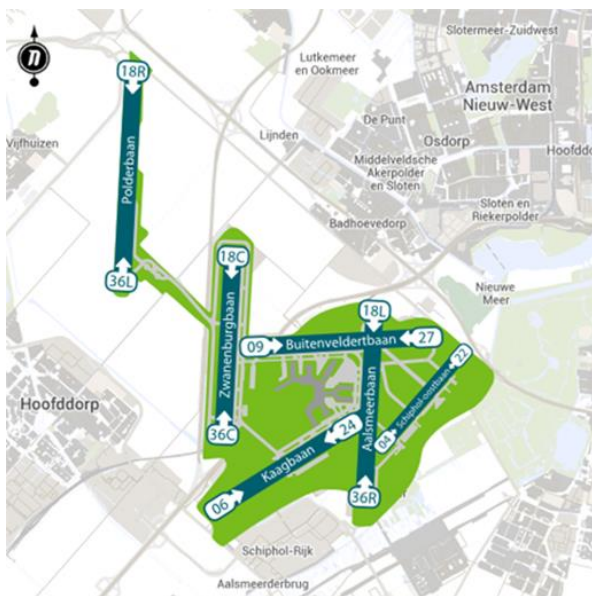 n
Slotermeer-Zuidwest
Lutkemeer
en Ookmeer
18R
Amsterdam
Nieuw-West
De Punt
Osdorp
Lijnden
Vijfhuizen
Hoofddo
Middelveldsche
Akerpolder
en Sloten
Polderbaan
Sloten en
Riekerpolder
Badhoevedorp
36L
18C
Nieuwe
Meer
18L
Zwanenburgbaan
09
Buitenveldertbaan
27
22
Schiphol-oostbaan
Hoofddorp
Aalsmeerbaan
36C
24
04
Kaagbaan
06
36R
Schiphol-Rijk
Aalsmeerderbrug